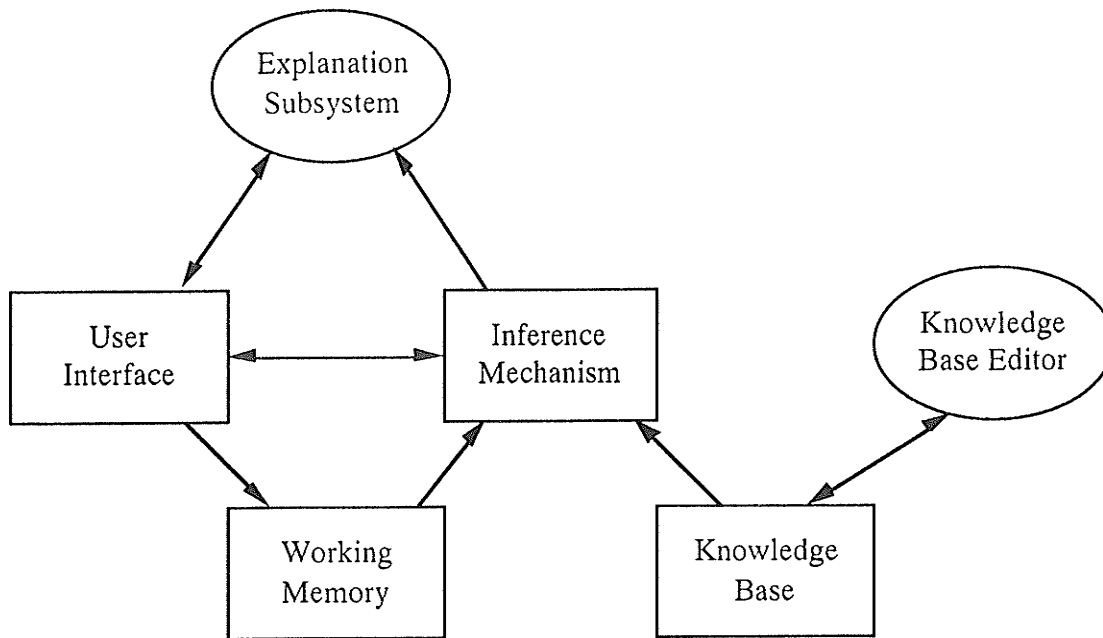 Explanation
Subsystem
User
Interface
Inference
Mechanism
Knowledge
Base Editor
Working
Memory
Knowledge
Base